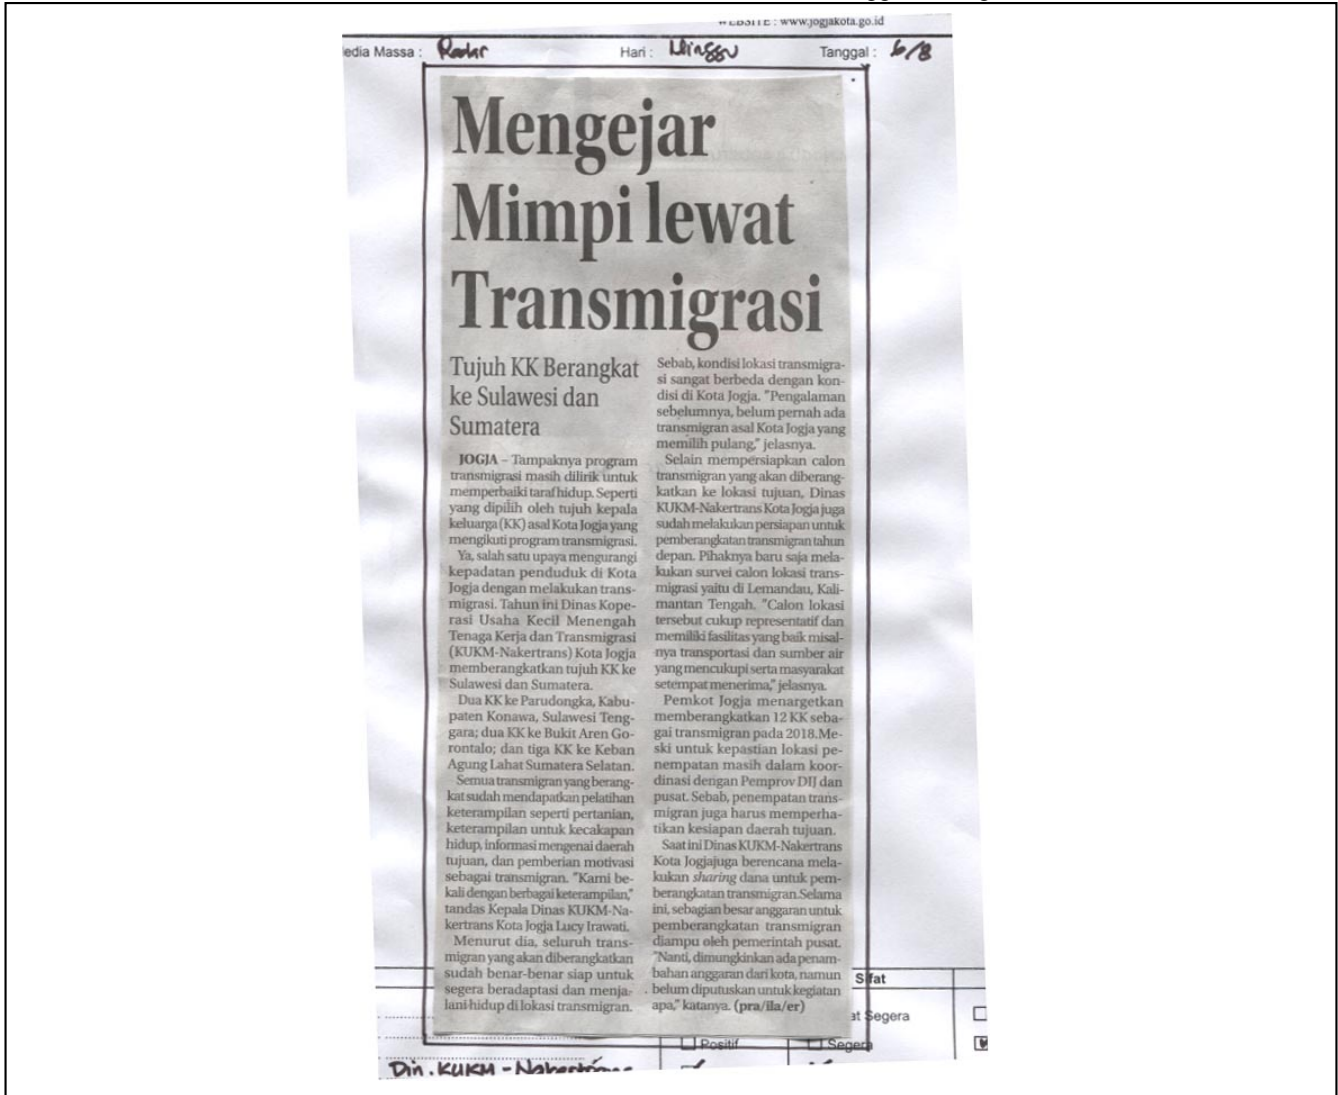 WEBSITE : www.jogjakota.go.id
edia Massa : Radar Hari : Minggu Tanggal : 6/8
Mengejar
Mimpi lewat
Transmigrasi
Tujuh KK Berangkat
ke Sulawesi dan
Sumatera
JOGJA – Tampaknya program
transmigrasi masih dilirik untuk
memperbaiki taraf hidup. Seperti
yang dipilih oleh tujuh kepala
keluarga (KK) asal Kota Jogja yang
mengikuti program transmigrasi.
Ya, salah satu upaya mengurangi
kepadatan penduduk di Kota
Jogja dengan melakukan trans-
migrasi. Tahun ini Dinas Kope-
rasi Usaha Kecil Menengah
Tenaga Kerja dan Transmigrasi
(KUKM-Nakertrans) Kota Jogja
memberangkatkan tujuh KK ke
Sulawesi dan Sumatera.
Dua KK ke Parudongka, Kabu-
paten Konawa, Sulawesi Teng-
gara; dua KK ke Bukit Aren Go-
rontalo; dan tiga KK ke Keban
Agung Lahat Sumatera Selatan.
Semua transmigran yang berang-
kat sudah mendapatkan pelatihan
keterampilan seperti pertanian,
keterampilan untuk kecakapan
hidup, informasi mengenai daerah
tujuan, dan pemberian motivasi
sebagai transmigran. "Kami be-
kali dengan berbagai keterampilan,"
tandas Kepala Dinas KUKM-Na-
kertrans Kota Jogja Lucy Irawati.
Menurut dia, seluruh trans-
migran yang akan diberangkatkan
sudah benar-benar siap untuk
segera beradaptasi dan menja-
lani hidup di lokasi transmigran.
Sebab, kondisi lokasi transmigra-
si sangat berbeda dengan kon-
disi di Kota Jogja. "Pengalaman
sebelumnya, belum pernah ada
transmigran asal Kota Jogja yang
memilih pulang," jelasnya.
Selain mempersiapkan calon
transmigran yang akan diberang-
katkan ke lokasi tujuan, Dinas
KUKM-Nakertrans Kota Jogja juga
sudah melakukan persiapan untuk
pemberangkatan transmigran tahun
depan. Pihaknya baru saja mela-
kukan survei calon lokasi trans-
migrasi yaitu di Lemandau, Kali-
mantan Tengah. "Calon lokasi
tersebut cukup representatif dan
memiliki fasilitas yang baik misal-
nya transportasi dan sumber air
yang mencukupi serta masyarakat
setempat menerima," jelasnya.
Pemkot Jogja menargetkan
memberangkatkan 12 KK seba-
gai transmigran pada 2018.Me-
ski untuk kepastian lokasi pe-
nempatan masih dalam koor-
dinasi dengan Pemprov DIJ dan
pusat. Sebab, penempatan trans-
migran juga harus memperha-
tikan kesiapan daerah tujuan.
Saat ini Dinas KUKM-Nakertrans
Kota Jogjajuga berencana mela-
kukan sharing dana untuk pem-
berangkatan transmigran.Selama
ini, sebagian besar anggaran untuk
pemberangkatan transmigran
diampu oleh pemerintah pusat.
"Nanti, dimungkinkan ada penam-
bahan anggaran dari kota, namun
belum diputuskan untuk kegiatan
apa," katanya. (pra/ila/er)
Sifat
at Segera
Positif Segera
Din. KUKM - Nakertrans